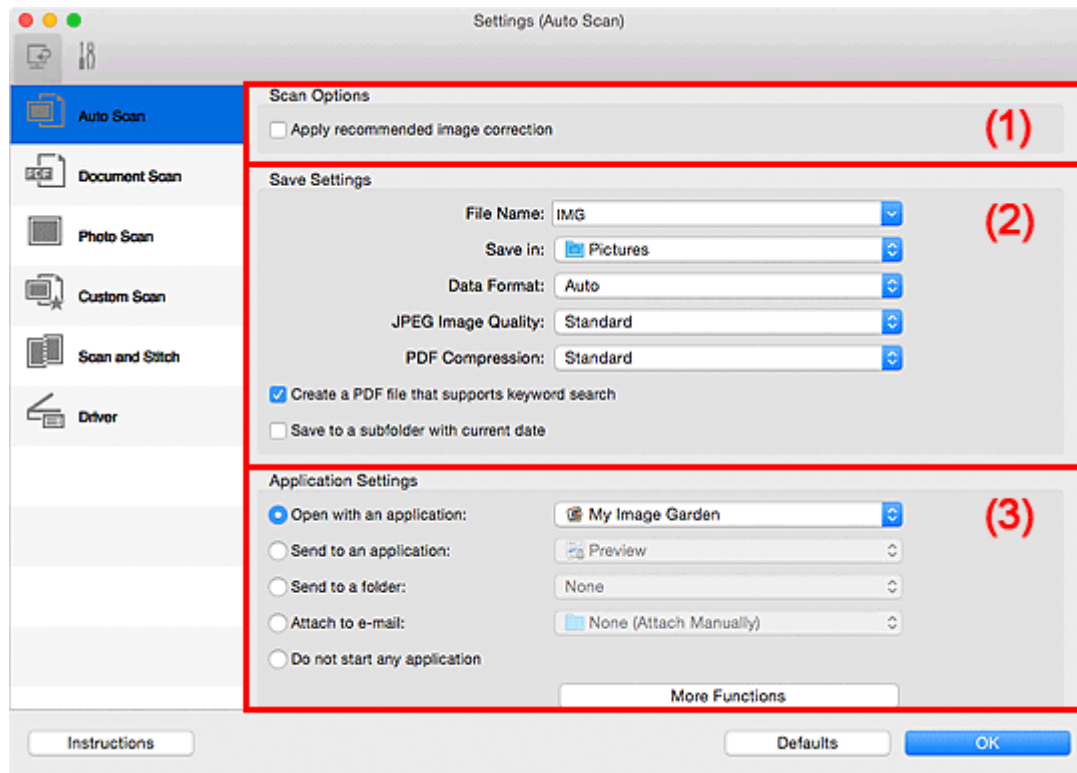 Settings (Auto Scan)
Auto Scan
Document Scan
Photo Scan
Custom Scan
Scan and Stitch
Driver
Scan Options
Apply recommended image correction
(1)
Save Settings
(2)
File Name: IMG
Save in: Pictures
Data Format: Auto
JPEG Image Quality: Standard
PDF Compression: Standard
Create a PDF file that supports keyword search
Save to a subfolder with current date
Application Settings
(3)
Open with an application: My Image Garden
Send to an application: Preview
Send to a folder: None
Attach to e-mail: None (Attach Manually)
Do not start any application
More Functions
Instructions
Defaults
OK